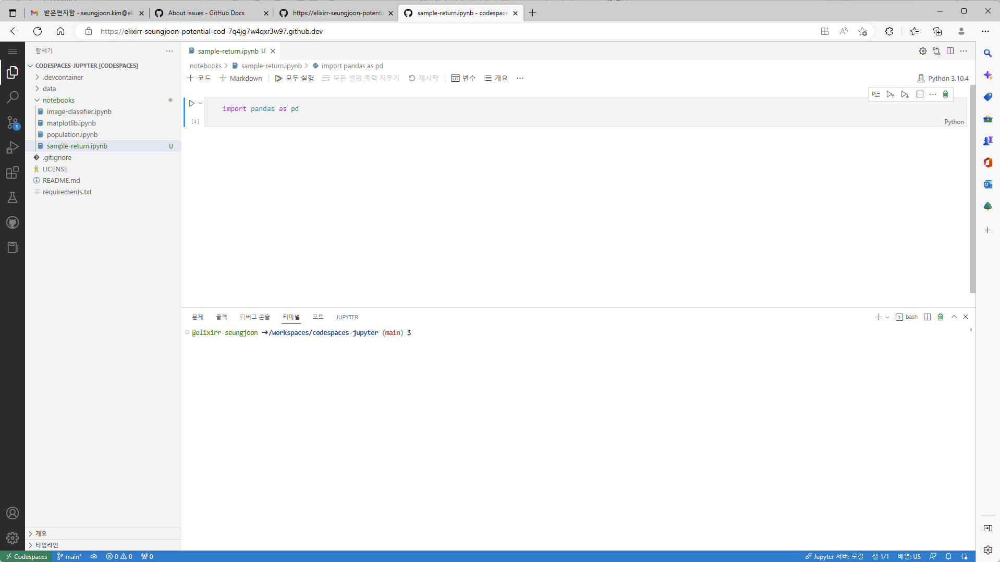 받은편지함 - seungjoon.kim@eli
About issues - GitHub Docs
https://elixirr-seungjoon-potenti
sample-return.ipynb - codespace
https://elixirr-seungjoon-potential-cod-7q4jg7w4qxr3w97.github.dev
탐색기
CODESPACES-JUPYTER [CODESPACES]
.devcontainer
data
notebooks
image-classifier.ipynb
matplotlib.ipynb
population.ipynb
sample-return.ipynb U
.gitignore
LICENSE
README.md
requirements.txt
개요
타임라인
1
sample-return.ipynb U
notebooks > sample-return.ipynb > import pandas as pd
코드 Markdown 모두 실행 모든 셀의 출력 지우기 재시작 변수 개요 ... Python 3.10.4
import pandas as pd
[1]
Python
문제 출력 디버그 콘솔 터미널 포트 JUPYTER bash
@elixirr-seungjoon ➜/workspaces/codespaces-jupyter (main) $
Codespaces main* 0 0 0 Jupyter 서버: 로컬 셀 1/1 배열: US